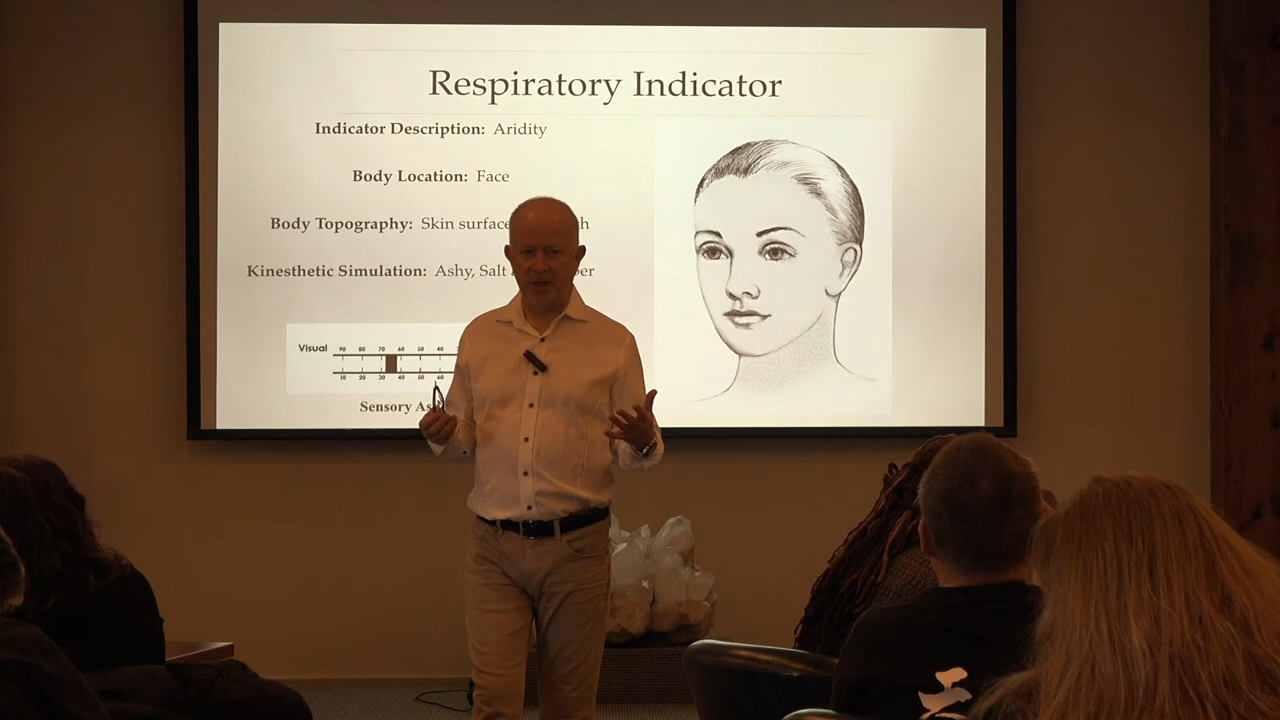 Respiratory Indicator
Indicator Description: Aridity
Body Location: Face
Body Topography: Skin surface
Kinesthetic Simulation: Ashy, Salt
Visual 90 80 70 60 50 40
10 20 30 40 50 60
Sensory